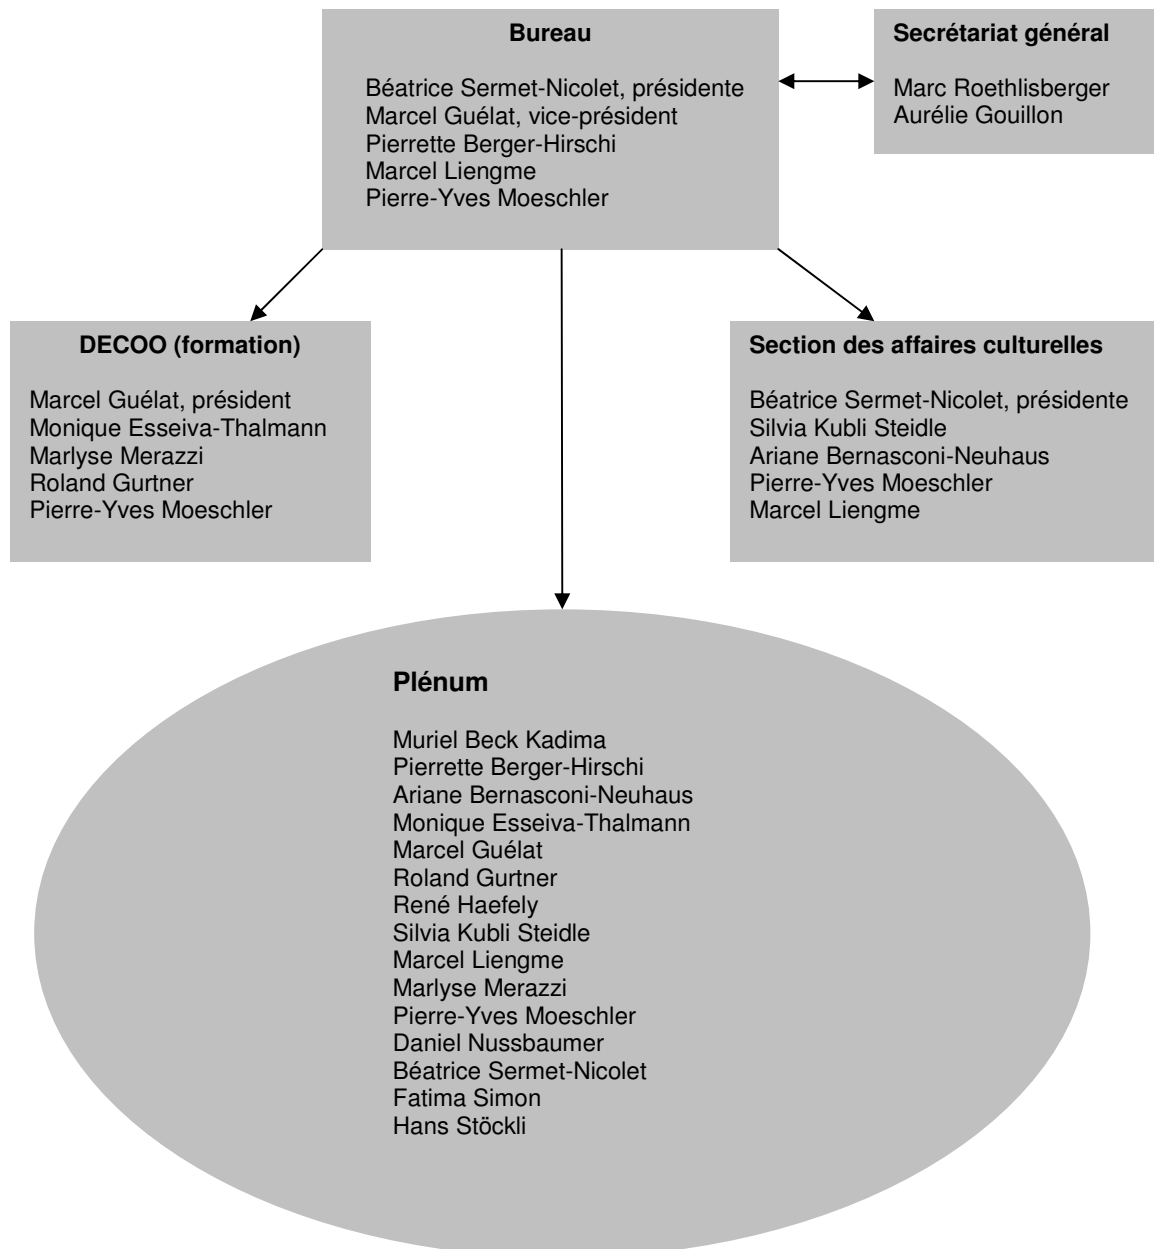 Bureau
Béatrice Sermet-Nicolet, présidente
Marcel Guélat, vice-président
Pierrette Berger-Hirschi
Marcel Liengme
Pierre-Yves Moeschler
Secrétariat général
Marc Roethlisberger
Aurélie Gouillon
DECOO (formation)
Marcel Guélat, président
Monique Esseiva-Thalmann
Marlyse Merazzi
Roland Gurtner
Pierre-Yves Moeschler
Section des affaires culturelles
Béatrice Sermet-Nicolet, présidente
Silvia Kubli Steidle
Ariane Bernasconi-Neuhaus
Pierre-Yves Moeschler
Marcel Liengme
Plénum
Muriel Beck Kadima
Pierrette Berger-Hirschi
Ariane Bernasconi-Neuhaus
Monique Esseiva-Thalmann
Marcel Guélat
Roland Gurtner
René Haefely
Silvia Kubli Steidle
Marcel Liengme
Marlyse Merazzi
Pierre-Yves Moeschler
Daniel Nussbaumer
Béatrice Sermet-Nicolet
Fatima Simon
Hans Stöckli